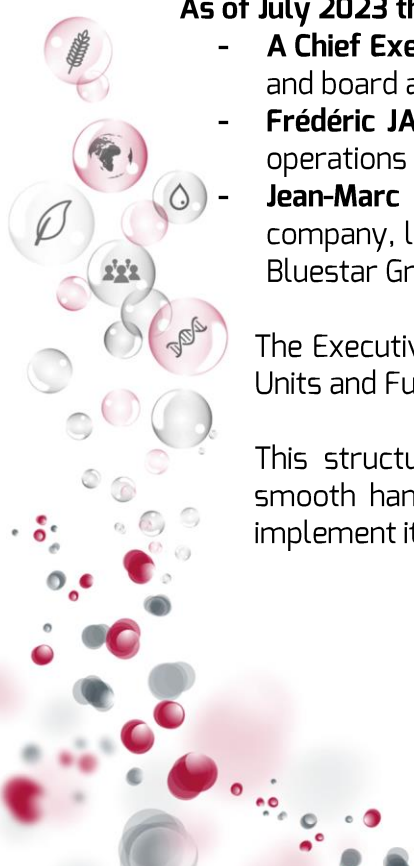 As of July 2023 th
- A Chief Exe
and board a
- Frédéric JA
operations
- Jean-Marc
company, l
Bluestar Gr
The Executiv
Units and Fu
This structu
smooth han
implement it